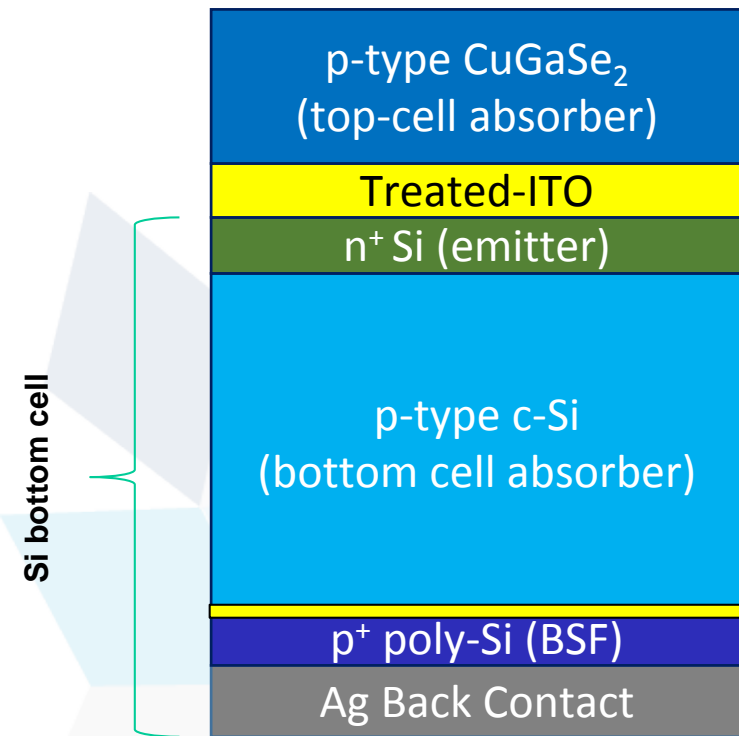 p-type CuGaSe₂
(top-cell absorber)
Treated-ITO
n⁺ Si (emitter)
p-type c-Si
(bottom cell absorber)
Si bottom cell
p⁺ poly-Si (BSF)
Ag Back Contact